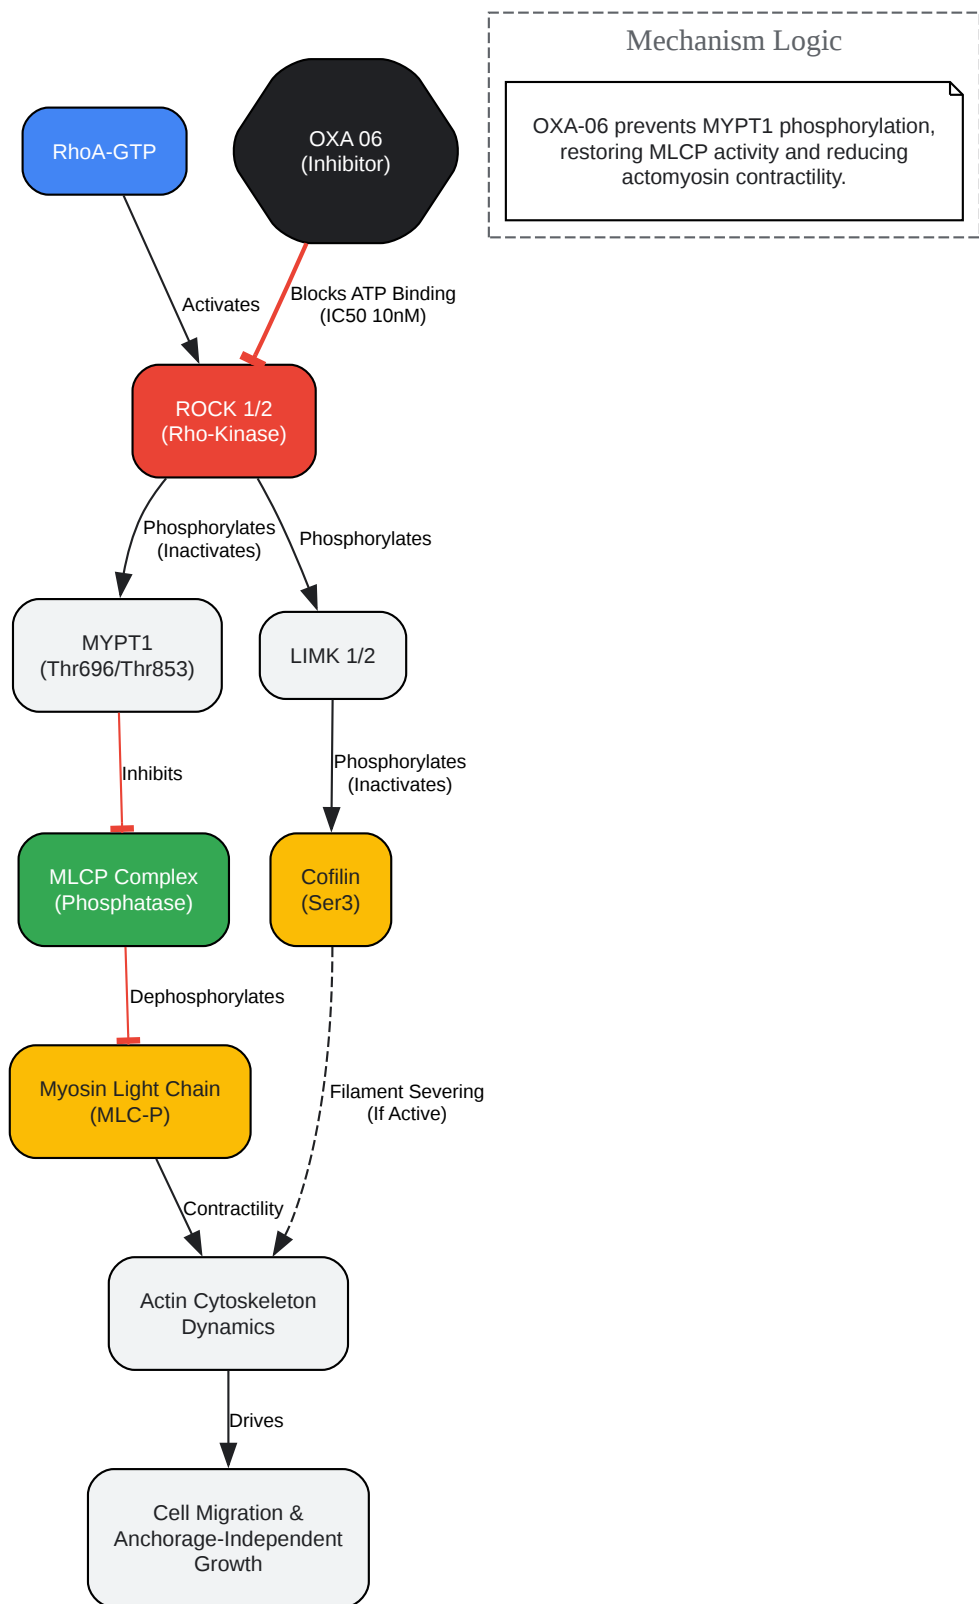 Mechanism Logic
OXA-06 prevents MYPT1 phosphorylation,
restoring MLCP activity and reducing
actomyosin contractility.
RhoA-GTP
OXA 06
(Inhibitor)
Activates
Blocks ATP Binding
(IC50 10nM)
ROCK 1/2
(Rho-Kinase)
Phosphorylates
(Inactivates)
Phosphorylates
MYPT1
(Thr696/Thr853)
LIMK 1/2
Inhibits
Phosphorylates
(Inactivates)
MLCP Complex
(Phosphatase)
Cofilin
(Ser3)
Dephosphorylates
Myosin Light Chain
(MLC-P)
Filament Severing
(If Active)
Contractility
Actin Cytoskeleton
Dynamics
Drives
Cell Migration &
Anchorage-Independent
Growth